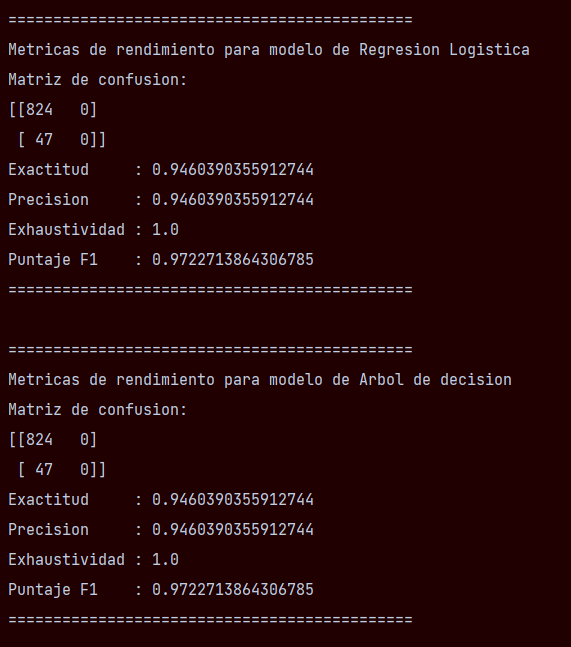 =============================================
Metricas de rendimiento para modelo de Regresion Logistica
Matriz de confusion:
[[824   0]
 [ 47   0]]
Exactitud     : 0.9460390355912744
Precision     : 0.9460390355912744
Exhaustividad : 1.0
Puntaje F1    : 0.9722713864306785
=============================================
=============================================
Metricas de rendimiento para modelo de Arbol de decision
Matriz de confusion:
[[824   0]
 [ 47   0]]
Exactitud     : 0.9460390355912744
Precision     : 0.9460390355912744
Exhaustividad : 1.0
Puntaje F1    : 0.9722713864306785
=============================================